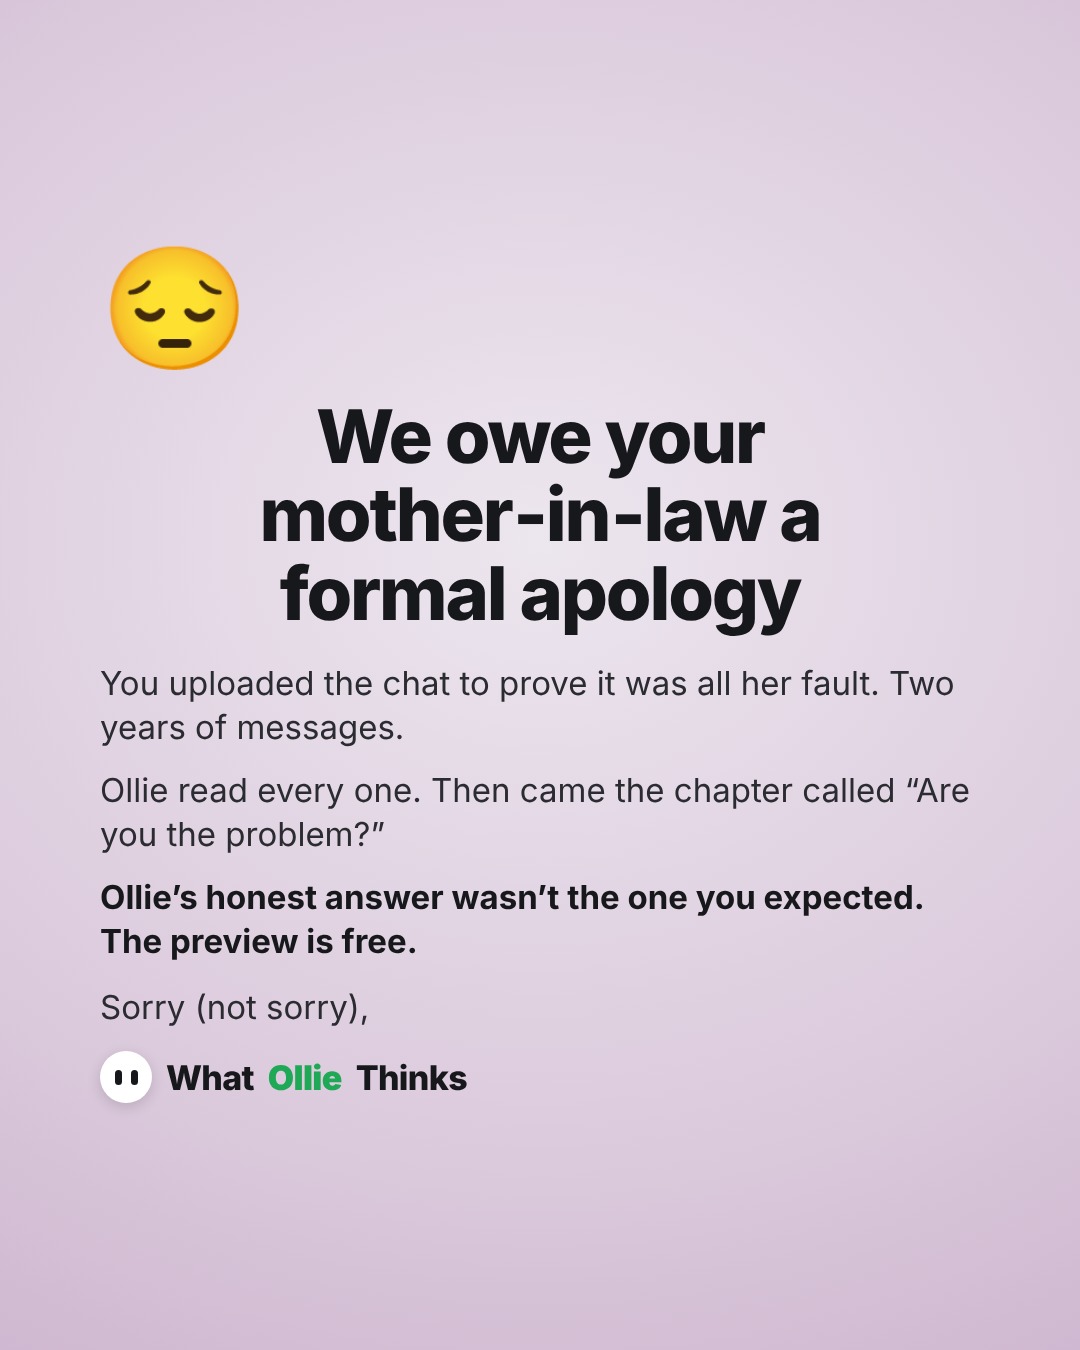 We owe your
mother-in-law a
formal apology
You uploaded the chat to prove it was all her fault. Two
years of messages.
Ollie read every one. Then came the chapter called “Are
you the problem?”
Ollie’s honest answer wasn’t the one you expected.
The preview is free.
Sorry (not sorry),
What Ollie Thinks